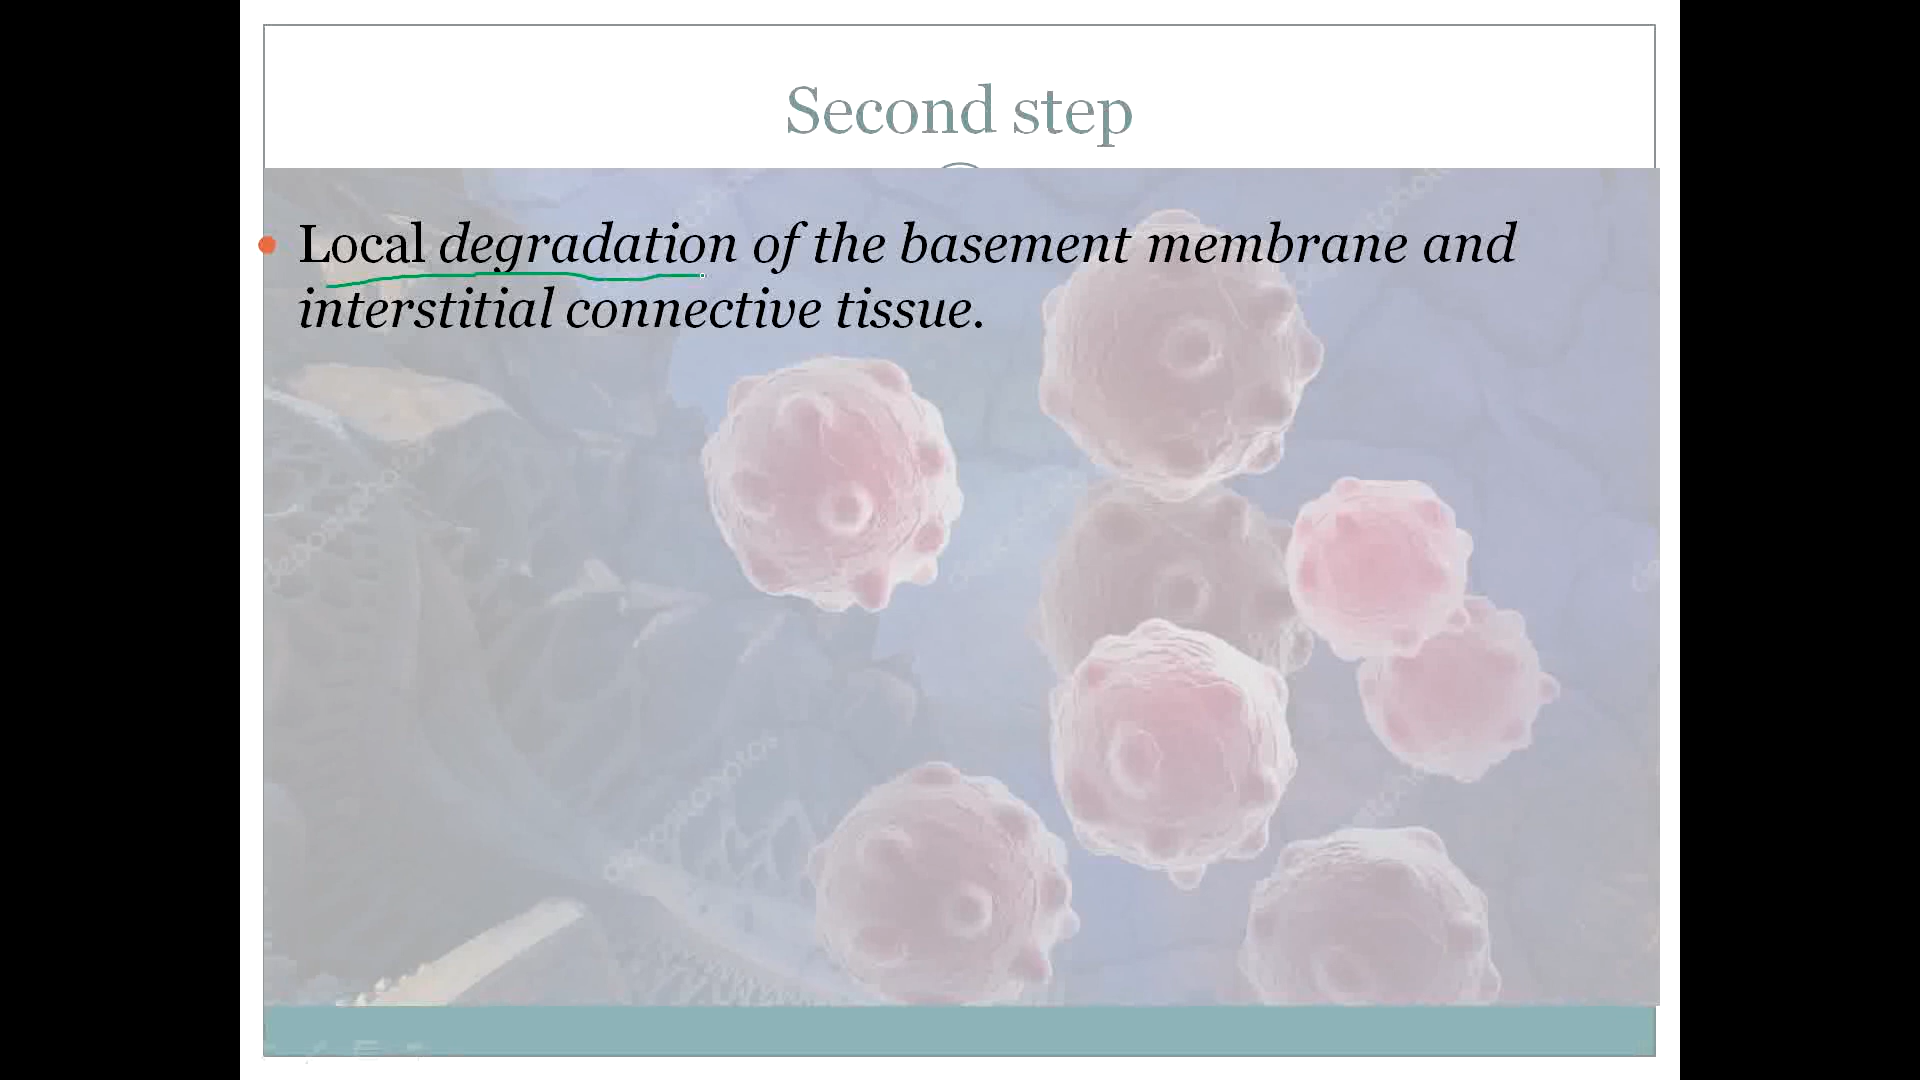 Second step
Local degradation of the basement membrane and
interstitial connective tissue.